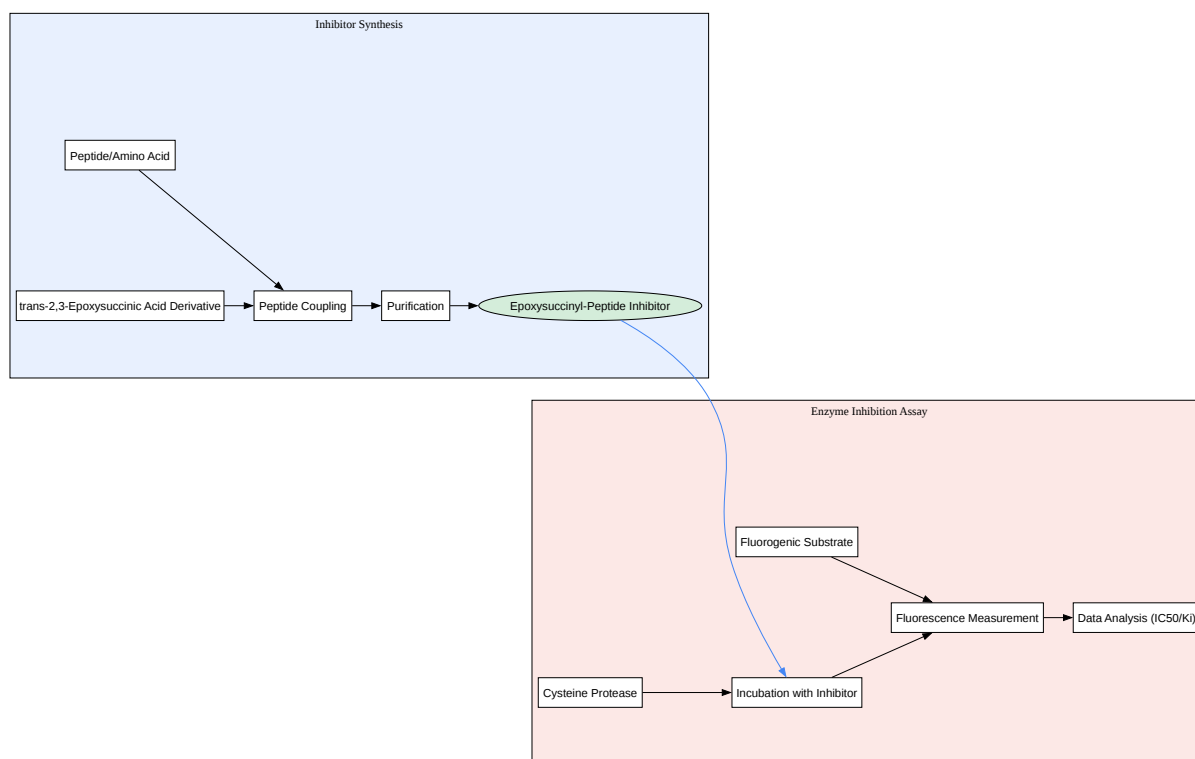 Inhibitor Synthesis
Peptide/Amino Acid
trans-2,3-Epoxysuccinic Acid Derivative
Peptide Coupling
Purification
Epoxysuccinyl-Peptide Inhibitor
Enzyme Inhibition Assay
Fluorogenic Substrate
Fluorescence Measurement
Data Analysis (IC50/Ki)
Cysteine Protease
Incubation with Inhibitor